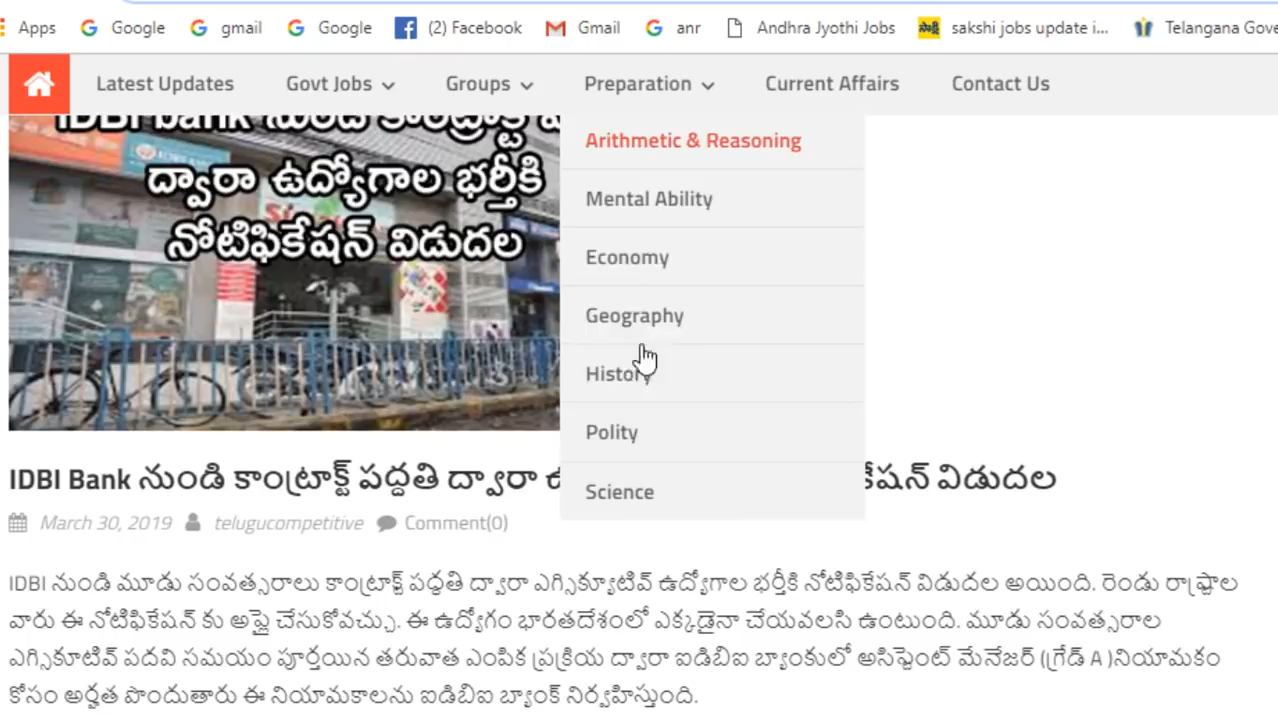 Apps Google gmail Google (2) Facebook Gmail anr Andhra Jyothi Jobs sakshi jobs update i... Telangana Gove
Latest Updates Govt Jobs Groups Preparation Current Affairs Contact Us
IDBI bank నుండి కాంట్రాక్ట్
ద్వారా ఉద్యోగాల భర్తీకి
నోటిఫికేషన్ విడుదల
Arithmetic & Reasoning
Mental Ability
Economy
Geography
History
Polity
Science
IDBI Bank నుండి కాంట్రాక్ట్ పద్దతి ద్వారా విడుదల
March 30, 2019 telugucompetitive Comment(0)
IDBI నుండి మూడు సంవత్సరాలు కాంట్రాక్ట్ పద్ధతి ద్వారా ఎగ్సిక్యూటివ్ ఉద్యోగాల భర్తీకి నోటిఫికేషన్ విడుదల అయింది. రెండు రాష్ట్రాల
వారు ఈ నోటిఫికేషన్ కు అప్లై చేసుకోవచ్చు. ఈ ఉద్యోగం భారతదేశంలో ఎక్కడైనా చేయవలసి ఉంటుంది. మూడు సంవత్సరాల
ఎగ్సికూటివ్ పదవి సమయం పూర్తయిన తరువాత ఎంపిక ప్రక్రియ ద్వారా ఐడిబిఐ బ్యాంకులో అసిస్టెంట్ మేనేజర్ (గ్రేడ్ A )నియామకం
కోసం అర్హత పొందుతారు ఈ నియామకాలను ఐడిబిఐ బ్యాంక్ నిర్వహిస్తుంది.